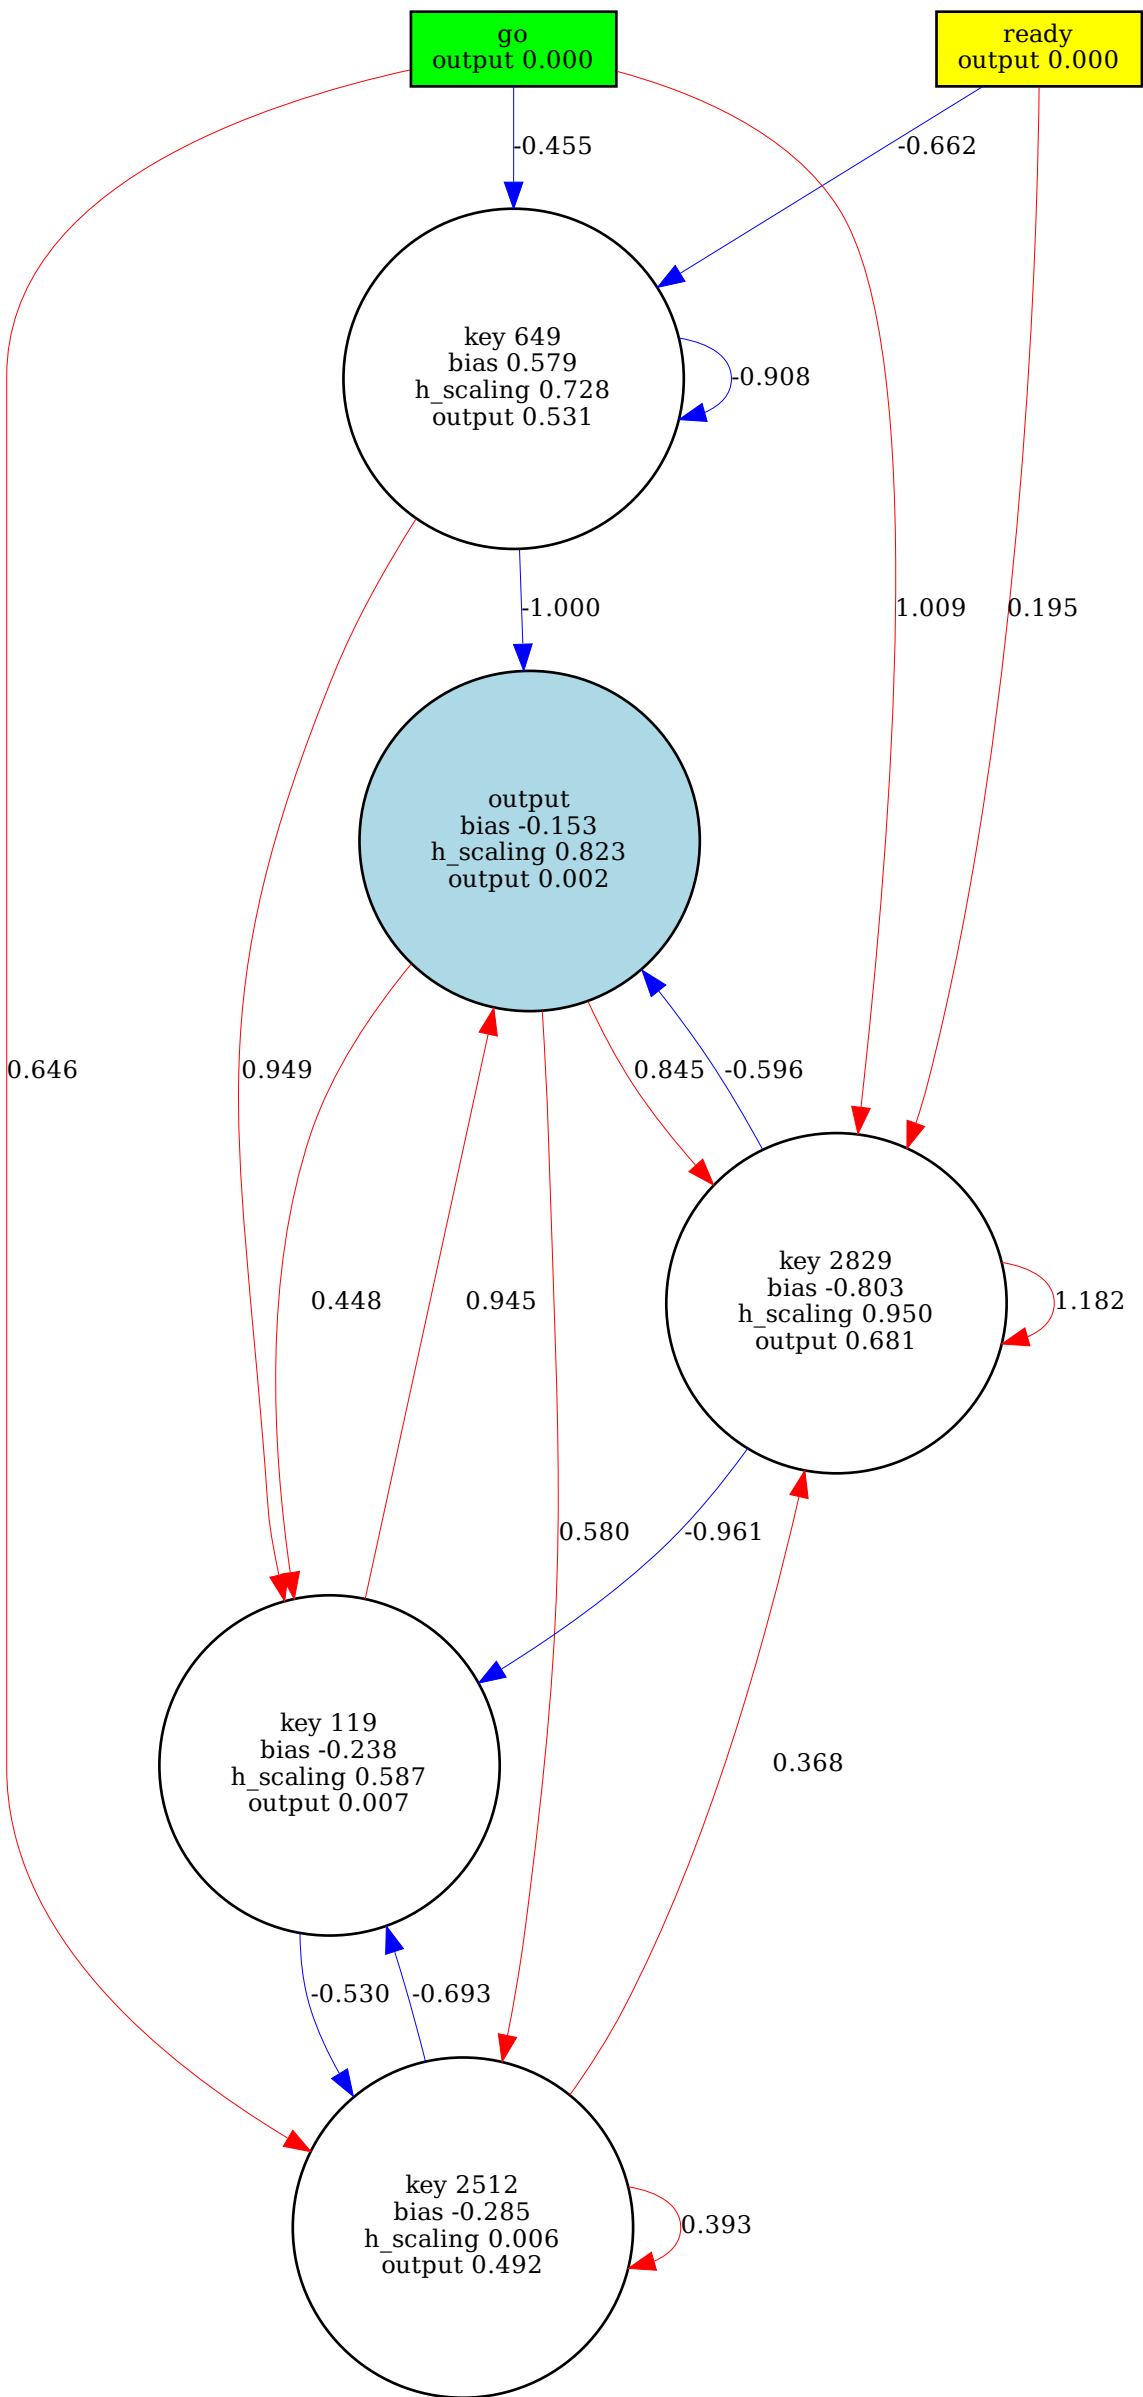 go
output 0.000
ready
output 0.000
-0.455
-0.662
key 649
bias 0.579
h_scaling 0.728
output 0.531
-0.908
-1.000
1.009
0.195
output
bias -0.153
h_scaling 0.823
output 0.002
0.646
0.949
0.845
-0.596
key 2829
bias -0.803
h_scaling 0.950
output 0.681
0.448
0.945
1.182
0.580
-0.961
key 119
bias -0.238
h_scaling 0.587
output 0.007
0.368
-0.530
-0.693
key 2512
bias -0.285
h_scaling 0.006
output 0.492
0.393